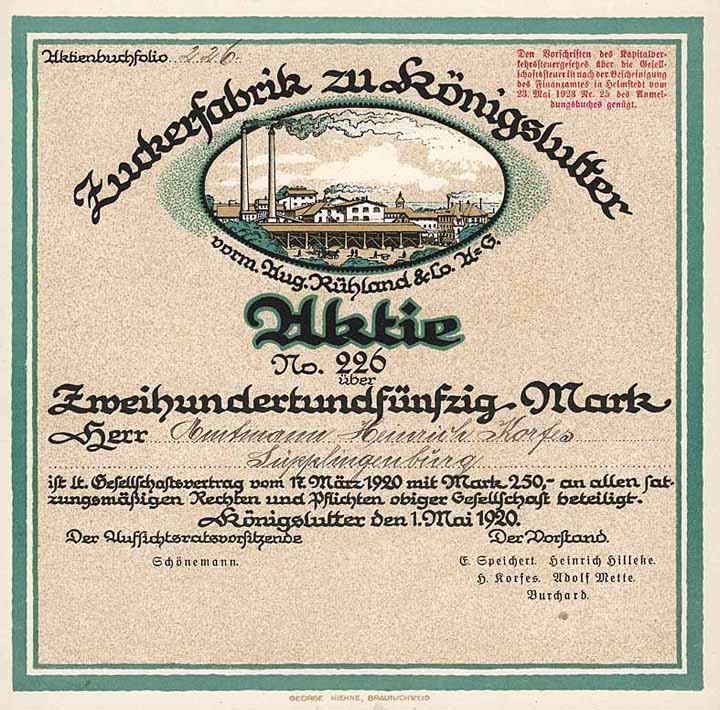 Aktienbuchfolio 226.
Den Vorschriften des Kapitalver-
kehrssteuergesetzes über die Gesell-
schaftssteuer ist nach der Bescheinigung
des Finanzamtes in Helmstedt vom
23. Mai 1923 Nr. 25 des Anmel-
dungsbuches genügt.
Zuckerfabrik zu Königslutter
vorm. Aug. Rühland & Co. A-G.
Aktie
No. 226
über
Zweihundertundfünfzig-Mark
Herr Amtmann Heinrich Korfes
Süpplingenburg
ist lt. Gesellschaftsvertrag vom 17. März 1920 mit Mark 250,- an allen sat-
zungsmäßigen Rechten und Pflichten obiger Gesellschaft beteiligt.
Königslutter den 1. Mai 1920.
Der Aufsichtsratsvorsitzende Der Vorstand.
Schönemann. E. Speichert. Heinrich Hilleke.
H. Korfes. Adolf Mette.
Burchard.
GEORGE KIEHNE, BRAUNSCHWEIG